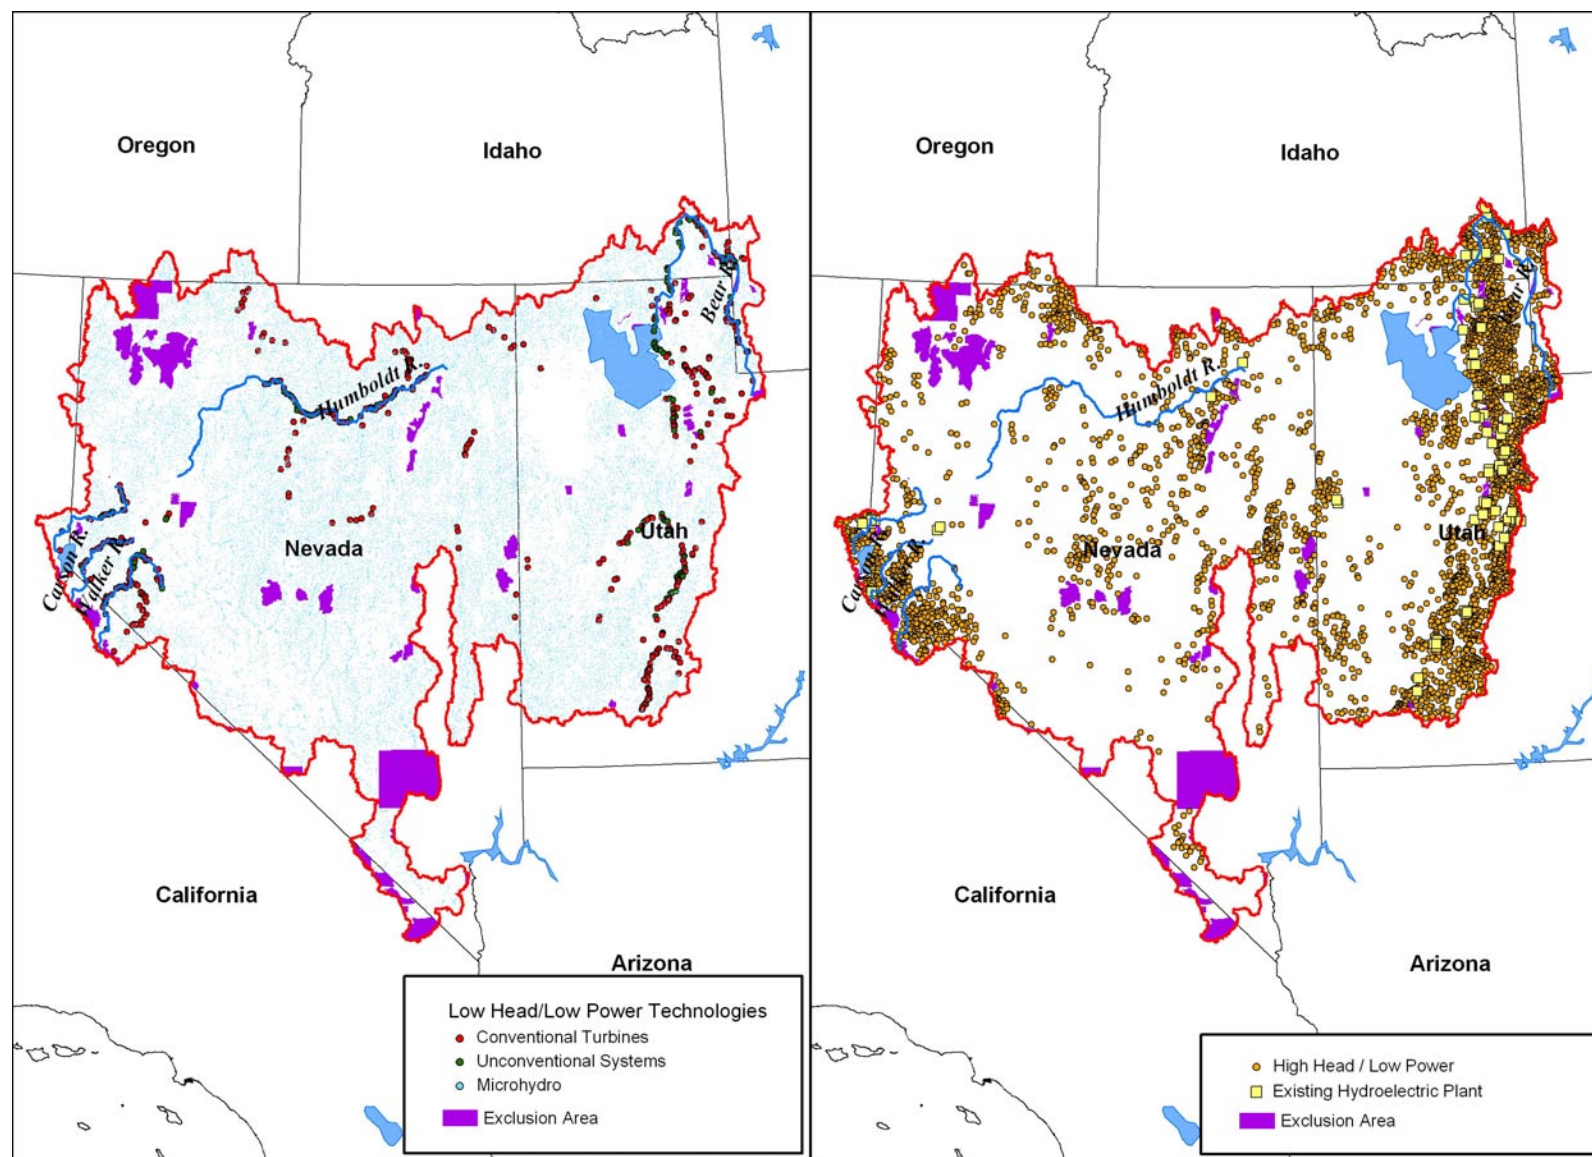 Oregon
Idaho
Bear R.
Humboldt R.
Utah
Nevada
Carson R.
Walker R.
California
Arizona
Low Head/Low Power Technologies
Conventional Turbines
Unconventional Systems
Microhydro
Exclusion Area
Oregon
Idaho
Bear R.
Humboldt R.
Utah
Nevada
Carson R.
Walker R.
California
Arizona
High Head / Low Power
Existing Hydroelectric Plant
Exclusion Area